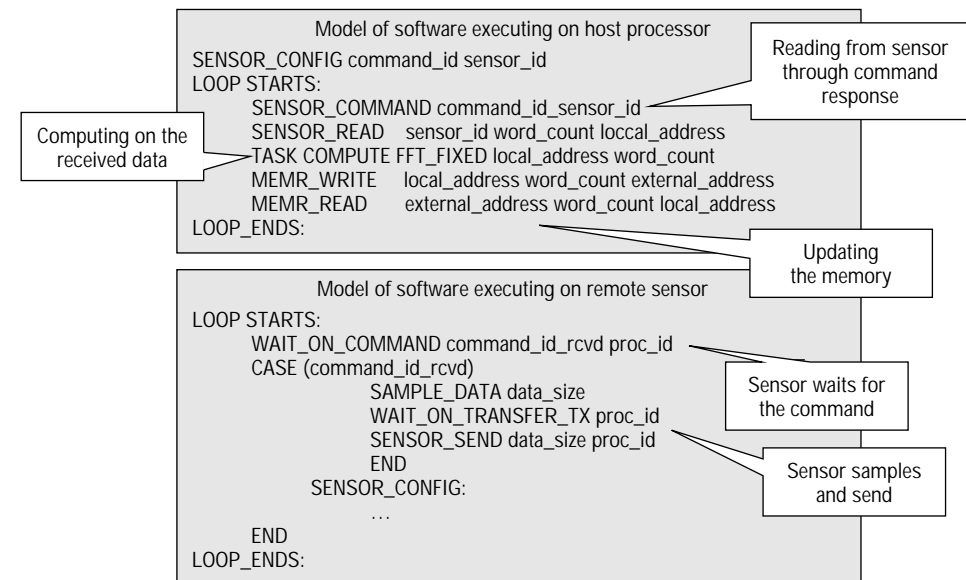 Model of software executing on host processor
SENSOR_CONFIG command_id sensor_id
LOOP STARTS:
SENSOR_COMMAND command_id_sensor_id
SENSOR_READ sensor_id word_count loccal_address
TASK COMPUTE FFT_FIXED local_address word_count
MEMR_WRITE local_address word_count external_address
MEMR_READ external_address word_count local_address
LOOP_ENDS:
Reading from sensor
through command
response
Computing on the
received data
Updating
the memory
Model of software executing on remote sensor
LOOP STARTS:
WAIT_ON_COMMAND command_id_rcvd proc_id
CASE (command_id_rcvd)
SAMPLE_DATA data_size
WAIT_ON_TRANSFER_TX proc_id
SENSOR_SEND data_size proc_id
END
SENSOR_CONFIG:
...
END
LOOP_ENDS:
Sensor waits for
the command
Sensor samples
and send